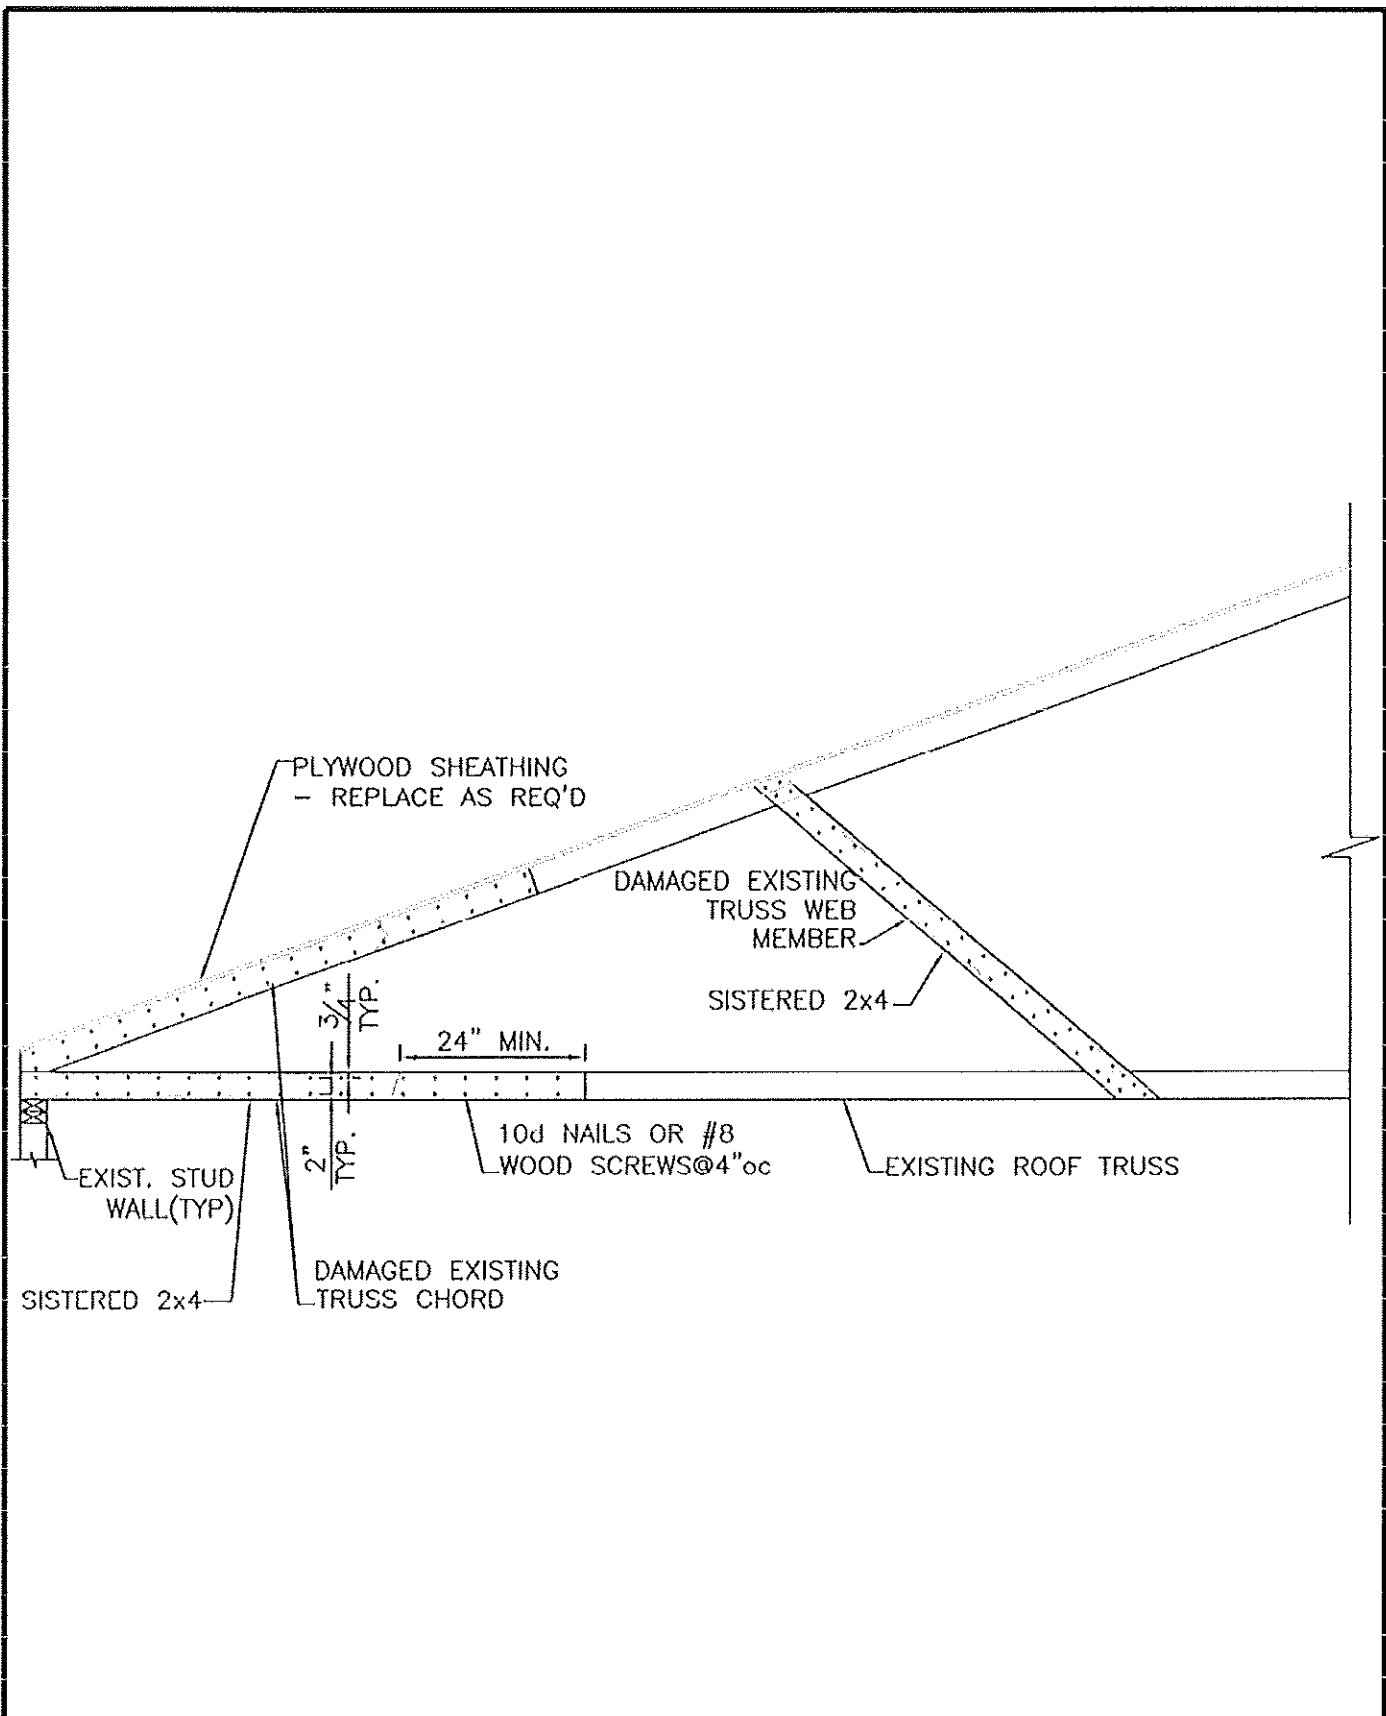 PLYWOOD SHEATHING
- REPLACE AS REQ'D
DAMAGED EXISTING
TRUSS WEB
MEMBER
SISTERED 2x4
3/4"
TYP.
24" MIN.
2"
TYP.
10d NAILS OR #8
WOOD SCREWS@4"oc
EXISTING ROOF TRUSS
EXIST. STUD
WALL(TYP)
DAMAGED EXISTING
TRUSS CHORD
SISTERED 2x4